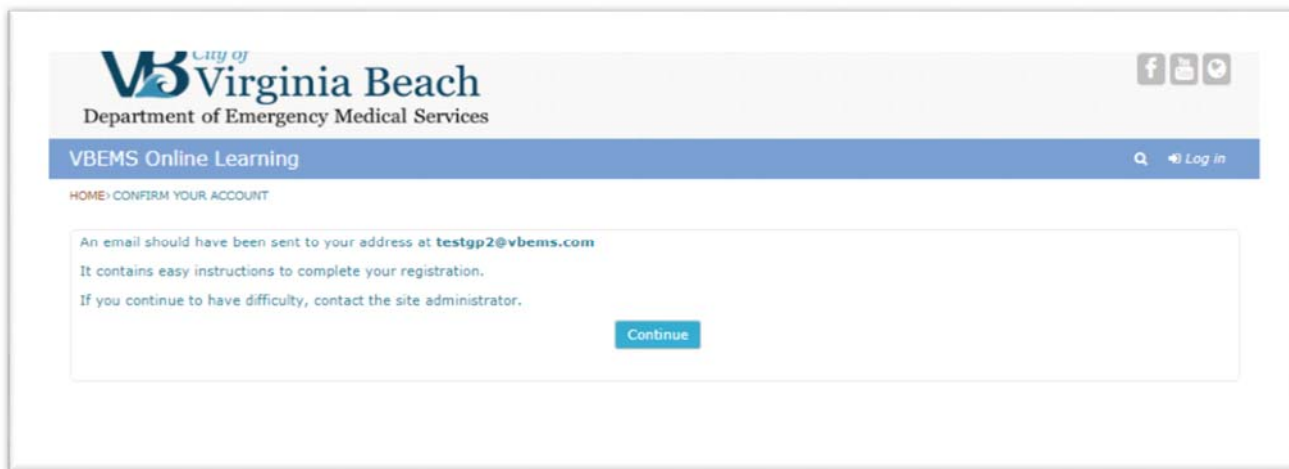 VB City of
Virginia Beach
Department of Emergency Medical Services
f You
VBEMS Online Learning
Log in
HOME› CONFIRM YOUR ACCOUNT
An email should have been sent to your address at testgp2@vbems.com
It contains easy instructions to complete your registration.
If you continue to have difficulty, contact the site administrator.
Continue